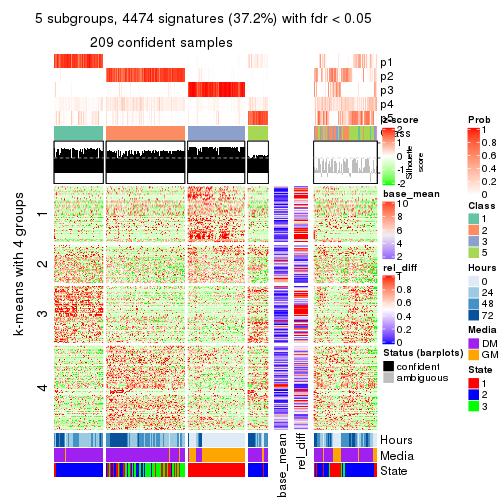 5 subgroups, 4474 signatures (37.2%) with fdr < 0.05
209 confident samples
p1
p2
p3
p4
p5
Class
z-score
2
1
0
-1
-2
Silhouette
score
Prob
1
0.8
0.6
0.4
0.2
0
base_mean
10
8
6
4
2
Class
1
2
3
5
rel_diff
1
0.8
0.6
0.4
0.2
0
Hours
0
24
48
72
Status (barplots)
confident
ambiguous
Media
DM
GM
State
1
2
3
k-means with 4 groups
1
2
3
4
Hours
Media
State
base_mean
rel_diff